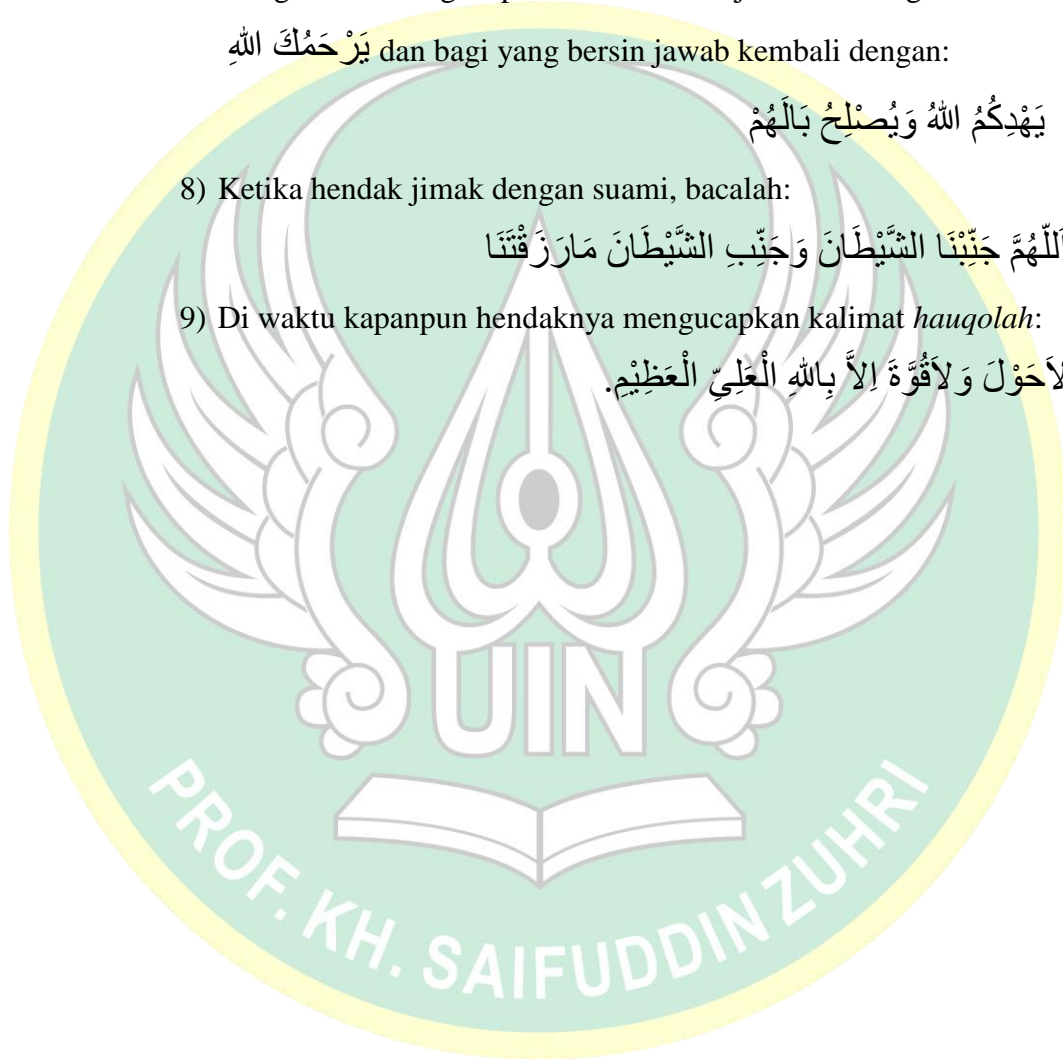 يَرْحَمُكَ اللهِ dan bagi yang bersin jawab kembali dengan:
يَهْدِكُمُ اللهُ وَيُصْلِحُ بَالَهُمْ
8) Ketika hendak jimak dengan suami, bacalah:
اَللّهُمَّ جَنِّبْنَا الشَّيْطَانَ وَجَنِّبِ الشَّيْطَانَ مَارَزَقْتَنَا
9) Di waktu kapanpun hendaknya mengucapkan kalimat hauqolah:
لاَحَوْلَ وَلاَقُوَّةَ اِلاَّ بِاللهِ الْعَلِيِّ الْعَظِيْمِ.
UIN
PROF. KH. SAIFUDDIN ZUHRI